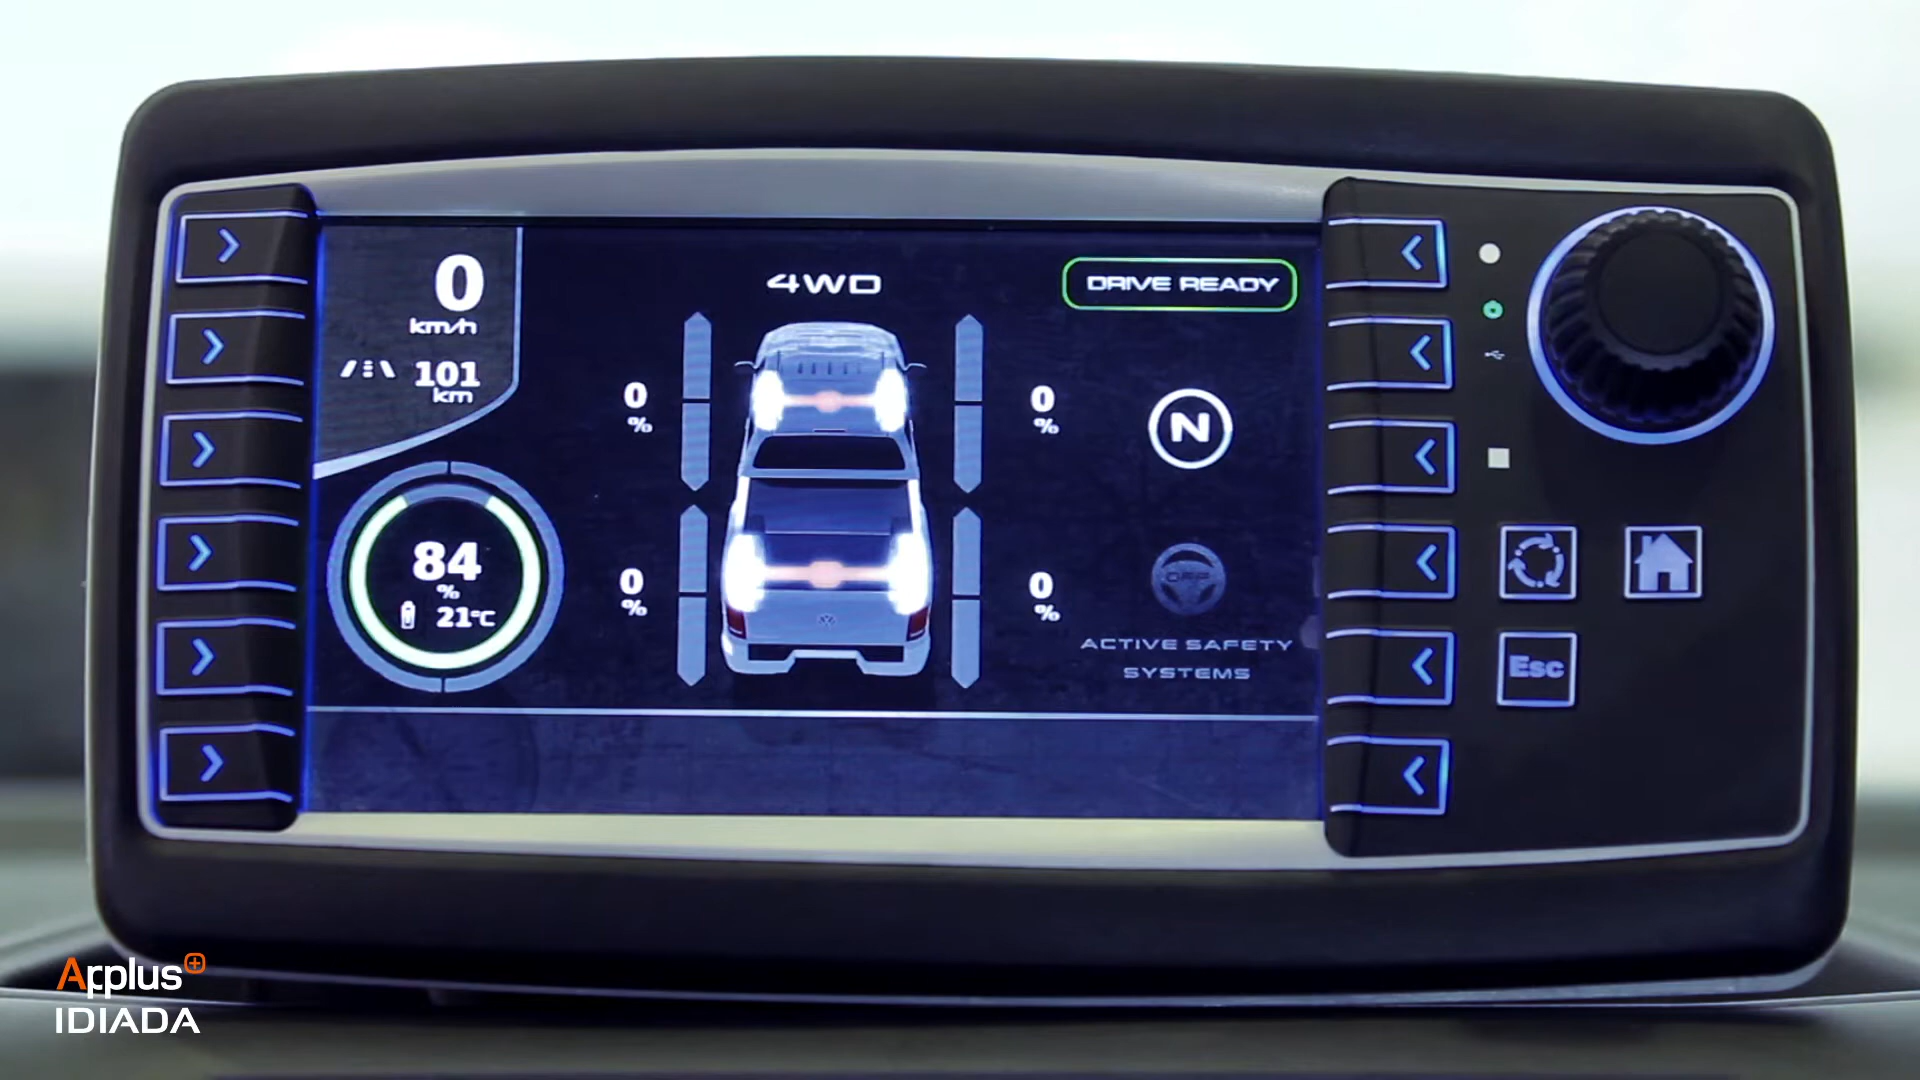 0
km/h
101
km
4WD
DRIVE READY
0
%
0
%
N
84
%
21°C
0
%
0
%
OFF
ACTIVE SAFETY
SYSTEMS
Esc
Applus+
IDIADA